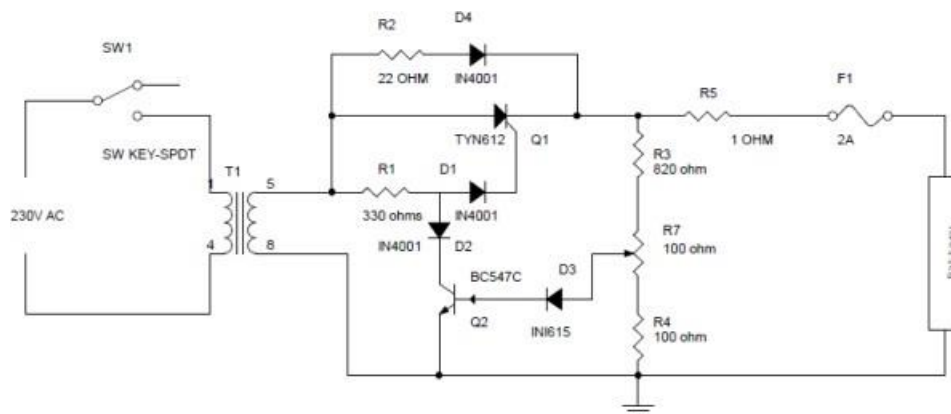 R2
D4
SW1
22 OHM
IN4001
R5
F1
TYN612
Q1
1 OHM
2A
SW KEY-SPDT
R3
820 ohm
T1
R1
D1
1
5
330 ohms
IN4001
230V AC
R7
100 ohm
4
8
IN4001
D2
BC547C
D3
Q2
INI615
R4
100 ohm